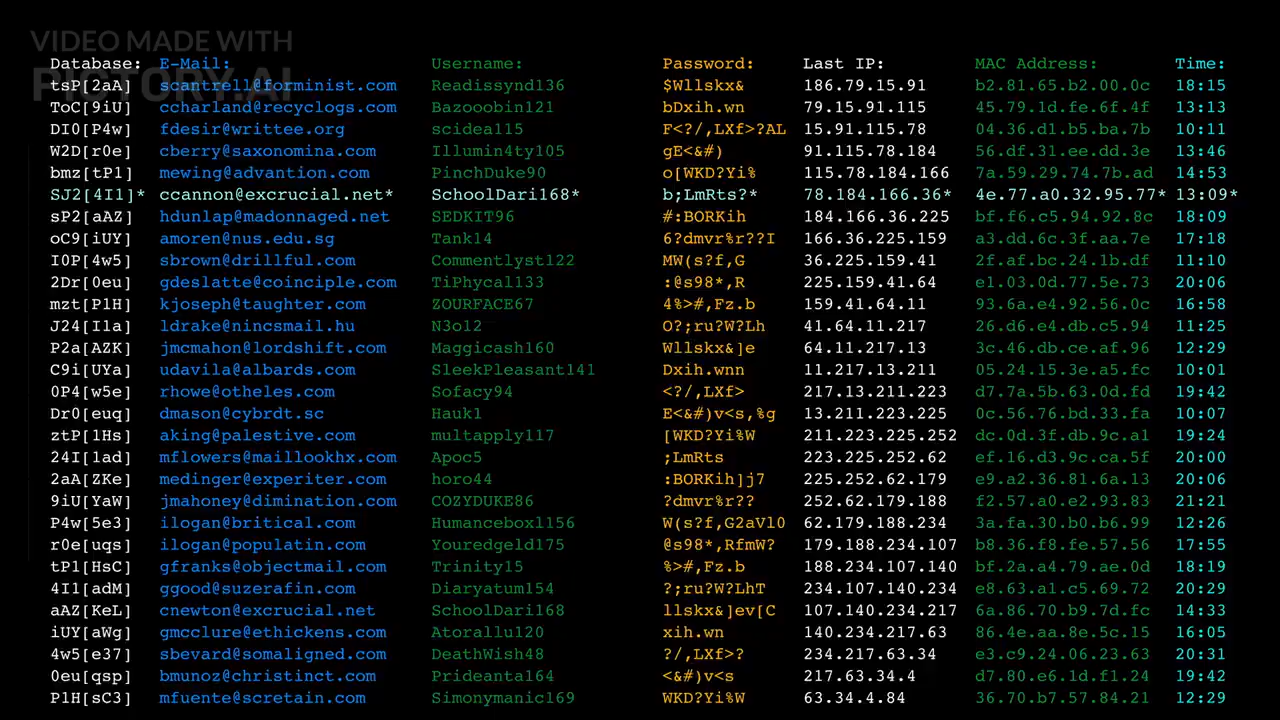 VIDEO MADE WITH
PICTORY.AI
Database: E-Mail: Username: Password: Last IP: MAC Address: Time:
tsP[2aA] scantrell@forminist.com Readissynd136 $Wllskx& 186.79.15.91 b2.81.65.b2.00.0c 18:15
ToC[9iU] ccharland@recyclogs.com Bazooobin121 bDxih.wn 79.15.91.115 45.79.1d.fe.6f.4f 13:13
DI0[P4w] fdesir@writtee.org scidea115 F<?/,LXf>?AL 15.91.115.78 04.36.d1.b5.ba.7b 10:11
W2D[r0e] cberry@saxonomina.com Illumin4ty105 gE<&#) 91.115.78.184 56.df.31.ee.dd.3e 13:46
bmz[tP1] mewing@advantion.com PinchDuke90 o[WKD?Yi% 115.78.184.166 7a.59.29.74.7b.ad 14:53
SJ2[4I1]* ccannon@excrucial.net* SchoolDari168* b;LmRts?* 78.184.166.36* 4e.77.a0.32.95.77* 13:09*
sP2[aAZ] hdunlap@madonnaged.net SEDKIT96 #:BORKih 184.166.36.225 bf.f6.c5.94.92.8c 18:09
oC9[iUY] amoren@nus.edu.sg Tank14 6?dmvr%r??I 166.36.225.159 a3.dd.6c.3f.aa.7e 17:18
I0P[4w5] sbrown@drillful.com Commentlyst122 MW(s?f,G 36.225.159.41 2f.af.bc.24.1b.df 11:10
2Dr[0eu] gdeslatte@coinciple.com TiPhycal133 :@s98*,R 225.159.41.64 e1.03.0d.77.5e.73 20:06
mzt[P1H] kjoseph@taughter.com ZOURFACE67 4%>#,Fz.b 159.41.64.11 93.6a.e4.92.56.0c 16:58
J24[I1a] ldrake@nincsmail.hu N3o12 O?;ru?W?Lh 41.64.11.217 26.d6.e4.db.c5.94 11:25
P2a[AZK] jmcmahon@lordshift.com Maggicash160 Wllskx&]e 64.11.217.13 3c.46.db.ce.af.96 12:29
C9i[UYa] udavila@albards.com SleekPleasant141 Dxih.wnn 11.217.13.211 05.24.15.3e.a5.fc 10:01
0P4[w5e] rhowe@otheles.com Sofacy94 <?/,LXf> 217.13.211.223 d7.7a.5b.63.0d.fd 19:42
Dr0[euq] dmason@cybrdt.sc Hauk1 E<&#)v<s,%g 13.211.223.225 0c.56.76.bd.33.fa 10:07
ztP[1Hs] aking@palestive.com multapply117 [WKD?Yi%W 211.223.225.252 dc.0d.3f.db.9c.a1 19:24
24I[1ad] mflowers@maillookhx.com Apoc5 ;LmRts 223.225.252.62 ef.16.d3.9c.ca.5f 20:00
2aA[ZKe] medinger@experiter.com horo44 :BORKih]j7 225.252.62.179 e9.a2.36.81.6a.13 20:06
9iU[YaW] jmahoney@dimination.com COZYDUKE86 ?dmvr%r?? 252.62.179.188 f2.57.a0.e2.93.83 21:21
P4w[5e3] ilogan@britical.com Humanceboxl156 W(s?f,G2aVl0 62.179.188.234 3a.fa.30.b0.b6.99 12:26
r0e[uqs] ilogan@populatin.com Youredgeld175 @s98*,RfmW? 179.188.234.107 b8.36.f8.fe.57.56 17:55
tP1[HsC] gfranks@objectmail.com Trinity15 %>#,Fz.b 188.234.107.140 bf.2a.a4.79.ae.0d 18:19
4I1[adM] ggood@suzerafin.com Diaryatum154 ?;ru?W?LhT 234.107.140.234 e8.63.a1.c5.69.72 20:29
aAZ[KeL] cnewton@excrucial.net SchoolDari168 llskx&]ev[C 107.140.234.217 6a.86.70.b9.7d.fc 14:33
iUY[aWg] gmcclure@ethickens.com Atorallu120 xih.wn 140.234.217.63 86.4e.aa.8e.5c.15 16:05
4w5[e37] sbevard@somaligned.com DeathWish48 ?/,LXf>? 234.217.63.34 e3.c9.24.06.23.63 20:31
0eu[qsp] bmunoz@christinct.com Prideanta164 <&#)v<s 217.63.34.4 d7.80.e6.1d.f1.24 19:42
P1H[sC3] mfuente@scretain.com Simonymanic169 WKD?Yi%W 63.34.4.84 36.70.b7.57.84.21 12:29